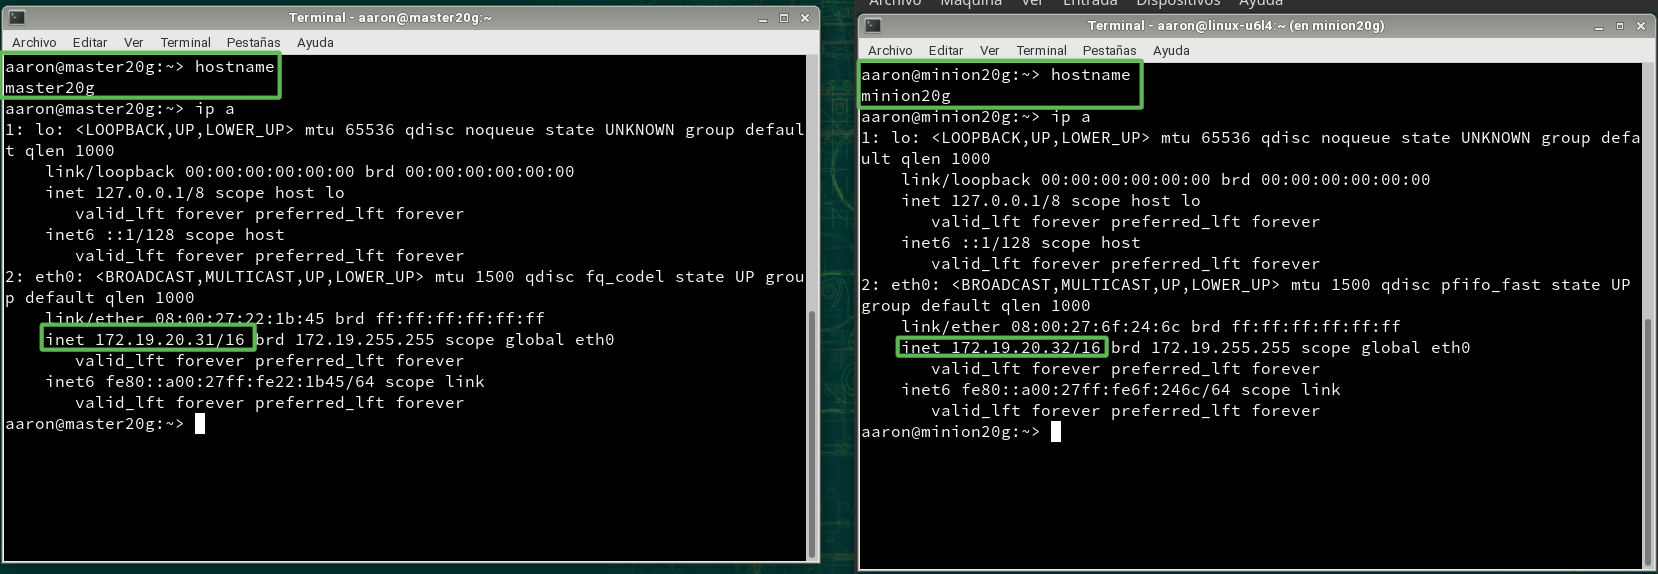 Terminal - aaron@master20g:~
Archivo Editar Ver Terminal Pestañas Ayuda
aaron@master20g:~> hostname
master20g
aaron@master20g:~> ip a
1: lo: <LOOPBACK,UP,LOWER_UP> mtu 65536 qdisc noqueue state UNKNOWN group defaul
t qlen 1000
    link/loopback 00:00:00:00:00:00 brd 00:00:00:00:00:00
    inet 127.0.0.1/8 scope host lo
       valid_lft forever preferred_lft forever
    inet6 ::1/128 scope host
       valid_lft forever preferred_lft forever
2: eth0: <BROADCAST,MULTICAST,UP,LOWER_UP> mtu 1500 qdisc fq_codel state UP grou
p default qlen 1000
    link/ether 08:00:27:22:1b:45 brd ff:ff:ff:ff:ff:ff
    inet 172.19.20.31/16 brd 172.19.255.255 scope global eth0
       valid_lft forever preferred_lft forever
    inet6 fe80::a00:27ff:fe22:1b45/64 scope link
       valid_lft forever preferred_lft forever
aaron@master20g:~>
Archivo Máquina Ver Entrada Dispositivos Ayuda
Terminal - aaron@linux-u6l4:~ (en minion20g)
Archivo Editar Ver Terminal Pestañas Ayuda
aaron@minion20g:~> hostname
minion20g
aaron@minion20g:~> ip a
1: lo: <LOOPBACK,UP,LOWER_UP> mtu 65536 qdisc noqueue state UNKNOWN group defa
ult qlen 1000
    link/loopback 00:00:00:00:00:00 brd 00:00:00:00:00:00
    inet 127.0.0.1/8 scope host lo
       valid_lft forever preferred_lft forever
    inet6 ::1/128 scope host
       valid_lft forever preferred_lft forever
2: eth0: <BROADCAST,MULTICAST,UP,LOWER_UP> mtu 1500 qdisc pfifo_fast state UP
group default qlen 1000
    link/ether 08:00:27:6f:24:6c brd ff:ff:ff:ff:ff:ff
    inet 172.19.20.32/16 brd 172.19.255.255 scope global eth0
       valid_lft forever preferred_lft forever
    inet6 fe80::a00:27ff:fe6f:246c/64 scope link
       valid_lft forever preferred_lft forever
aaron@minion20g:~>